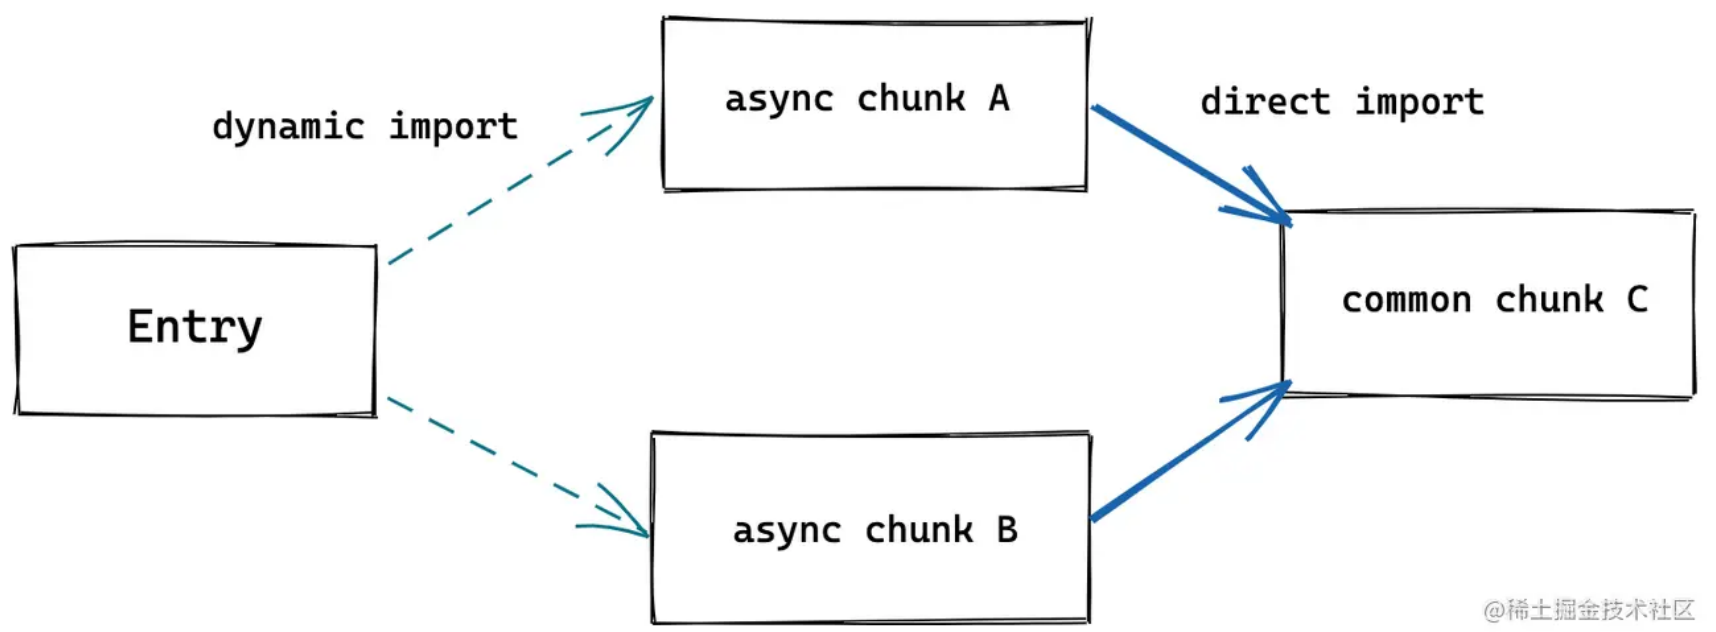 async chunk A
direct import
dynamic import
Entry
common chunk C
async chunk B
@稀土掘金技术社区